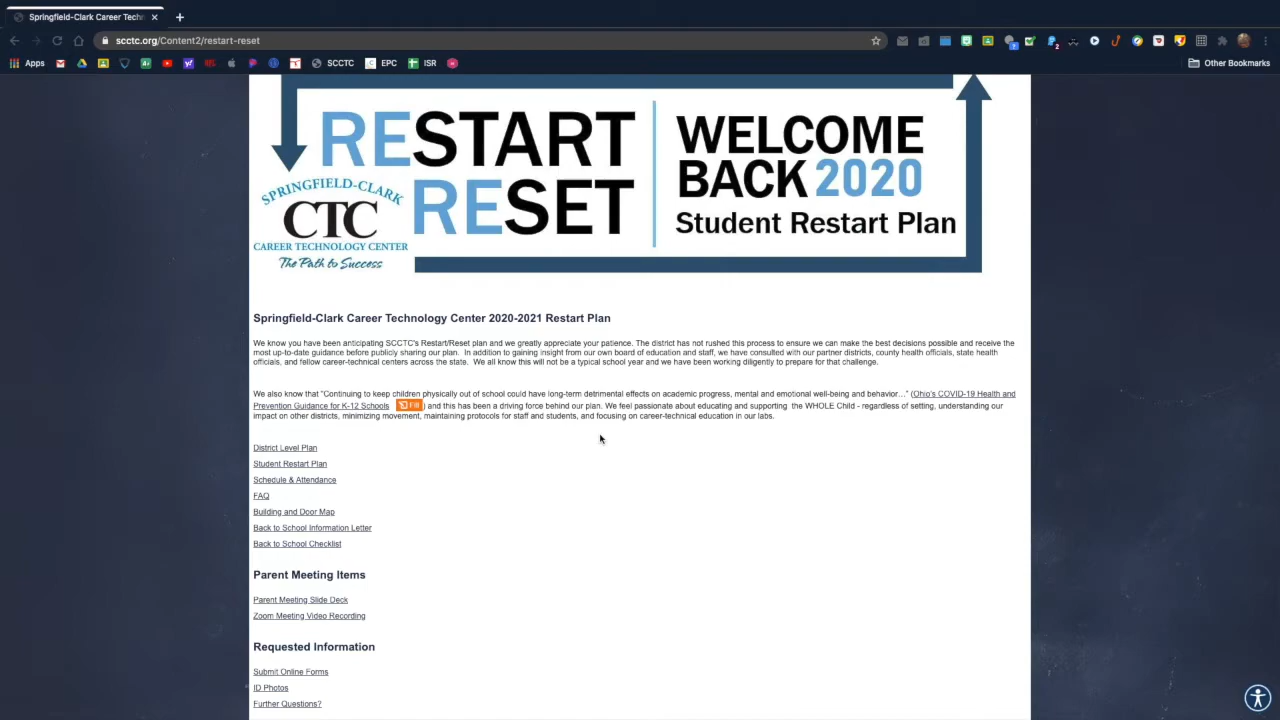 Springfield-Clark Career Techn
scctc.org/Content2/restart-reset
Apps
SCCTC
EPC
ISR
Other Bookmarks
RESTART
RESET
WELCOME
BACK 2020
Student Restart Plan
SPRINGFIELD-CLARK
CTC
CAREER TECHNOLOGY CENTER
The Path to Success
Springfield-Clark Career Technology Center 2020-2021 Restart Plan
We know you have been anticipating SCCTC's Restart/Reset plan and we greatly appreciate your patience. The district has not rushed this process to ensure we can make the best decisions possible and receive the
most up-to-date guidance before publicly sharing our plan. In addition to gaining insight from our own board of education and staff, we have consulted with our partner districts, county health officials, state health
officials, and fellow career-technical centers across the state. We all know this will not be a typical school year and we have been working diligently to prepare for that challenge.
We also know that "Continuing to keep children physically out of school could have long-term detrimental effects on academic progress, mental and emotional well-being and behavior…" (Ohio's COVID-19 Health and
Prevention Guidance for K-12 Schools Fill ) and this has been a driving force behind our plan. We feel passionate about educating and supporting the WHOLE Child - regardless of setting, understanding our
impact on other districts, minimizing movement, maintaining protocols for staff and students, and focusing on career-technical education in our labs.
District Level Plan
Student Restart Plan
Schedule & Attendance
FAQ
Building and Door Map
Back to School Information Letter
Back to School Checklist
Parent Meeting Items
Parent Meeting Slide Deck
Zoom Meeting Video Recording
Requested Information
Submit Online Forms
ID Photos
Further Questions?